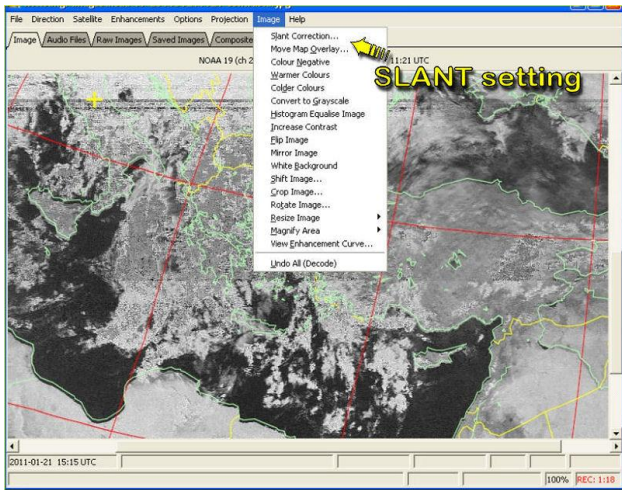 File Direction Satellite Enhancements Options Projection Image Help
Image Audio Files Raw Images Saved Images Composite
NOAA 19 (ch 2 11:21 UTC
Slant Correction...
Move Map Overlay...
Colour Negative
Warmer Colours
Colder Colours
Convert to Grayscale
Histogram Equalise Image
Increase Contrast
Flip Image
Mirror Image
White Background
Shift Image...
Crop Image...
Rotate Image...
Resize Image
Magnify Area
View Enhancement Curve...
Undo All (Decode)
SLANT setting
2011-01-21 15:15 UTC
100% REC: 1:18